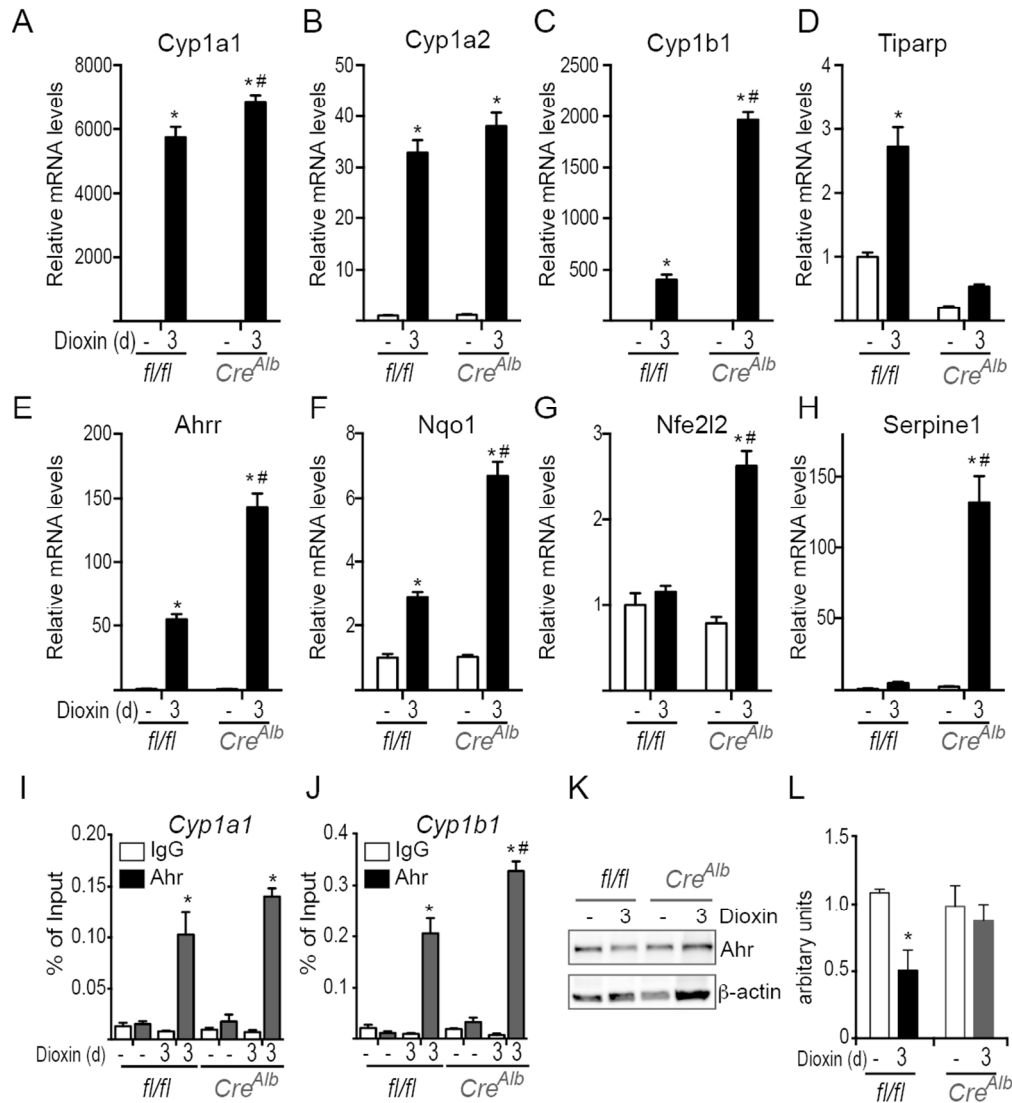 A
Cyp1a1
Relative mRNA levels
8000
6000
4000
2000
* *#
Dioxin (d) - 3 - 3
fl/fl CreAlb
B
Cyp1a2
Relative mRNA levels
50
40
30
20
10
* *
- 3 - 3
fl/fl CreAlb
C
Cyp1b1
Relative mRNA levels
2500
2000
1500
1000
500
* *#
- 3 - 3
fl/fl CreAlb
D
Tiparp
Relative mRNA levels
4
3
2
1
*
- 3 - 3
fl/fl CreAlb
E
Ahrr
Relative mRNA levels
200
150
100
50
* *#
Dioxin (d) - 3 - 3
fl/fl CreAlb
F
Nqo1
Relative mRNA levels
8
6
4
2
* *#
- 3 - 3
fl/fl CreAlb
G
Nfe2l2
Relative mRNA levels
3
2
1
*#
- 3 - 3
fl/fl CreAlb
H
Serpine1
Relative mRNA levels
150
100
50
*#
- 3 - 3
fl/fl CreAlb
I
Cyp1a1
% of Input
0.20
0.15
0.10
0.05
IgG
Ahr
* *
Dioxin (d) - - 3 3 - - 3 3
fl/fl CreAlb
J
Cyp1b1
% of Input
0.4
0.3
0.2
0.1
IgG
Ahr
* *#
- - 3 3 - - 3 3
fl/fl CreAlb
K
fl/fl CreAlb
- 3 - 3 Dioxin
Ahr
β-actin
L
arbitary units
1.5
1.0
0.5
0
*
Dioxin (d) - 3 - 3
fl/fl CreAlb